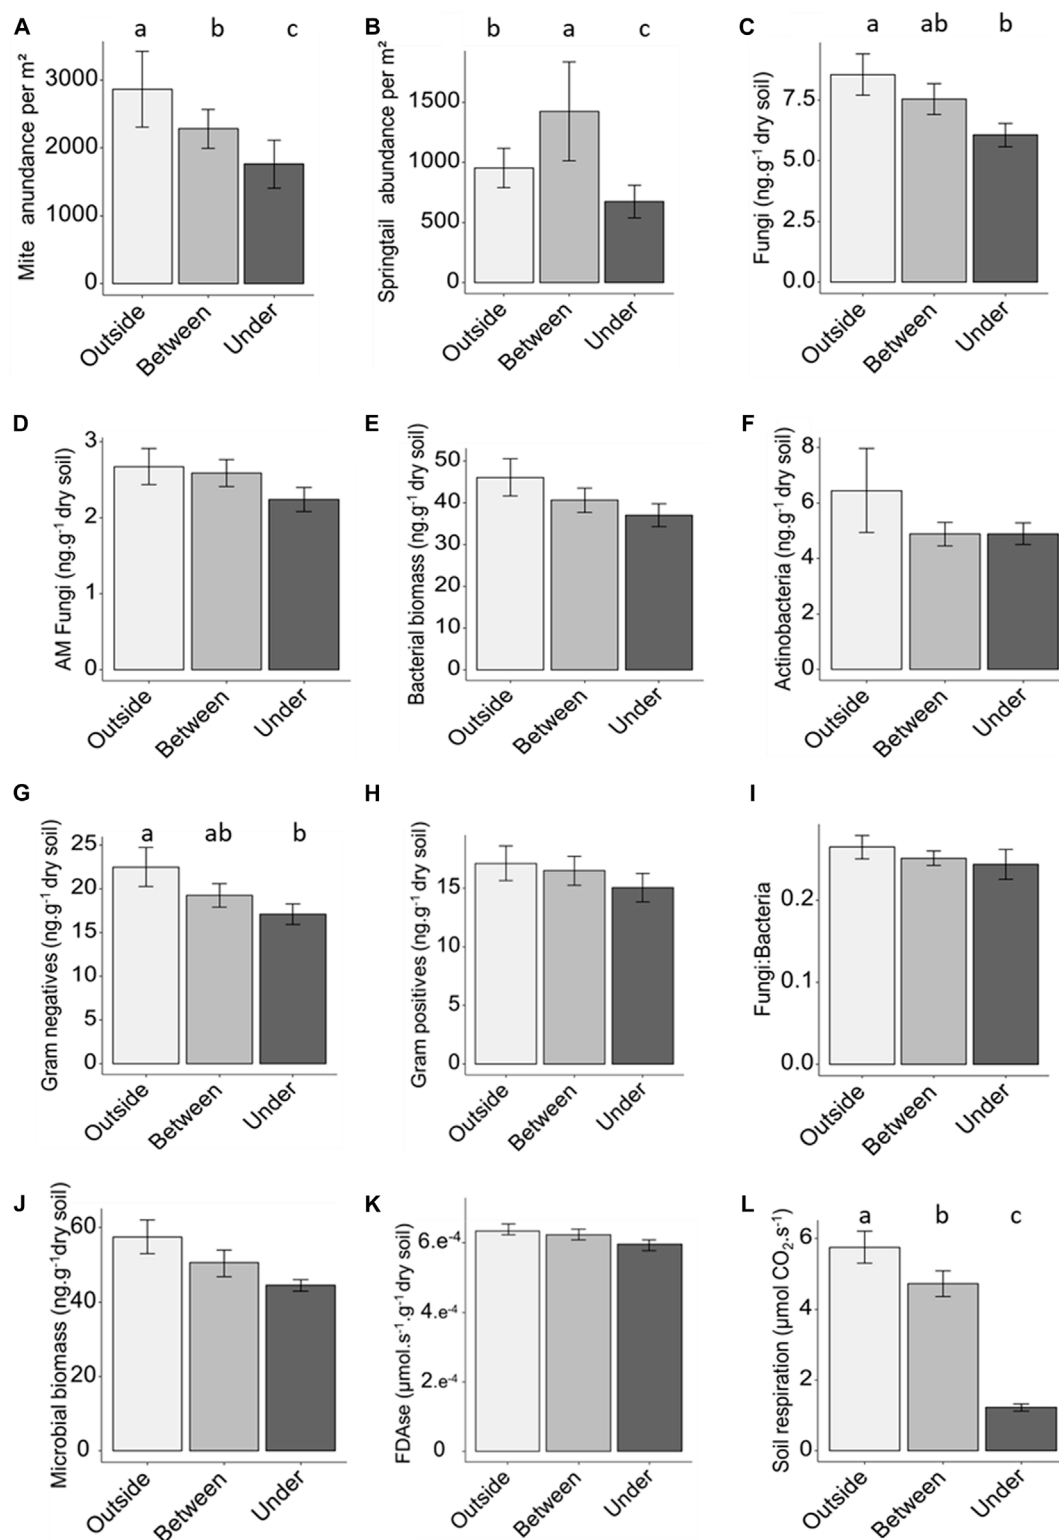 A
a b c
Mite anundance per m²
3000
2000
1000
0
Outside Between Under
B
b a c
Springtail abundance per m²
1500
1000
500
0
Outside Between Under
C
a ab b
Fungi (ng.g⁻¹ dry soil)
7.5
5.0
2.5
0.0
Outside Between Under
D
AM Fungi (ng.g⁻¹ dry soil)
3
2
1
0
Outside Between Under
E
Bacterial biomass (ng.g⁻¹ dry soil)
50
40
30
20
10
0
Outside Between Under
F
Actinobacteria (ng.g⁻¹ dry soil)
8
6
4
2
0
Outside Between Under
G
a ab b
Gram negatives (ng.g⁻¹ dry soil)
25
20
15
10
5
0
Outside Between Under
H
Gram positives (ng.g⁻¹ dry soil)
15
10
5
0
Outside Between Under
I
Fungi:Bacteria
0.2
0.1
0.0
Outside Between Under
J
Microbial biomass (ng.g⁻¹dry soil)
60
40
20
0
Outside Between Under
K
FDAse (µmol.s⁻¹.g⁻¹ dry soil)
6.e⁻⁴
4.e⁻⁴
2.e⁻⁴
0
Outside Between Under
L
a b c
Soil respiration (µmol CO₂.s⁻¹)
6
4
2
0
Outside Between Under